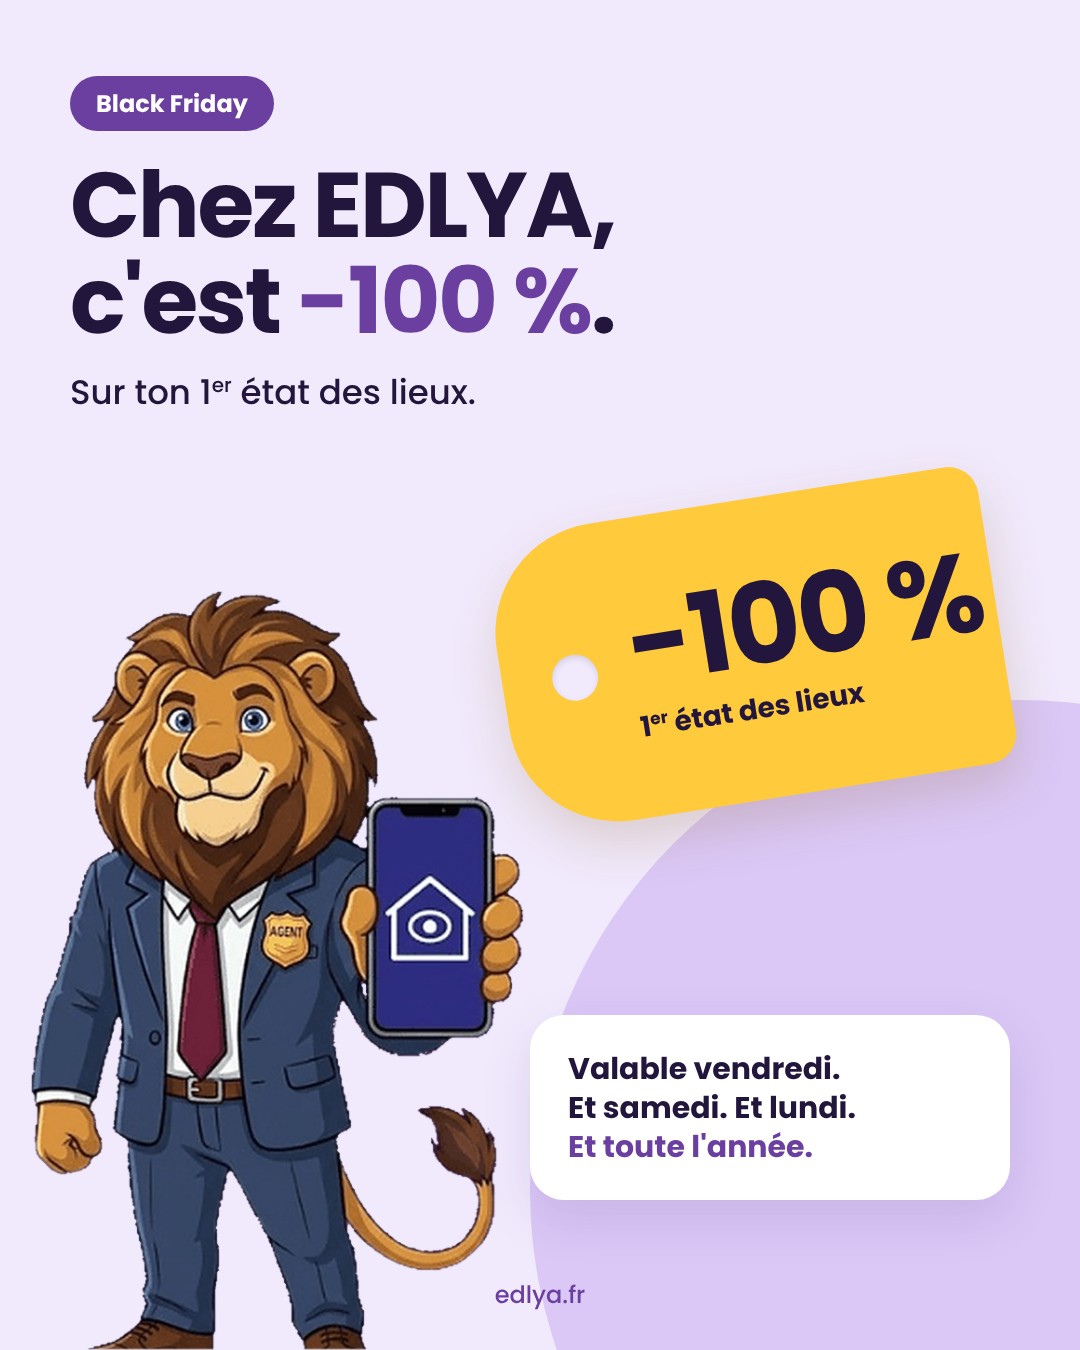 Black Friday
Chez EDLYA,
c'est -100 %.
Sur ton 1er état des lieux.
-100 %
1er état des lieux
AGENT
Valable vendredi.
Et samedi. Et lundi.
Et toute l'année.
edlya.fr